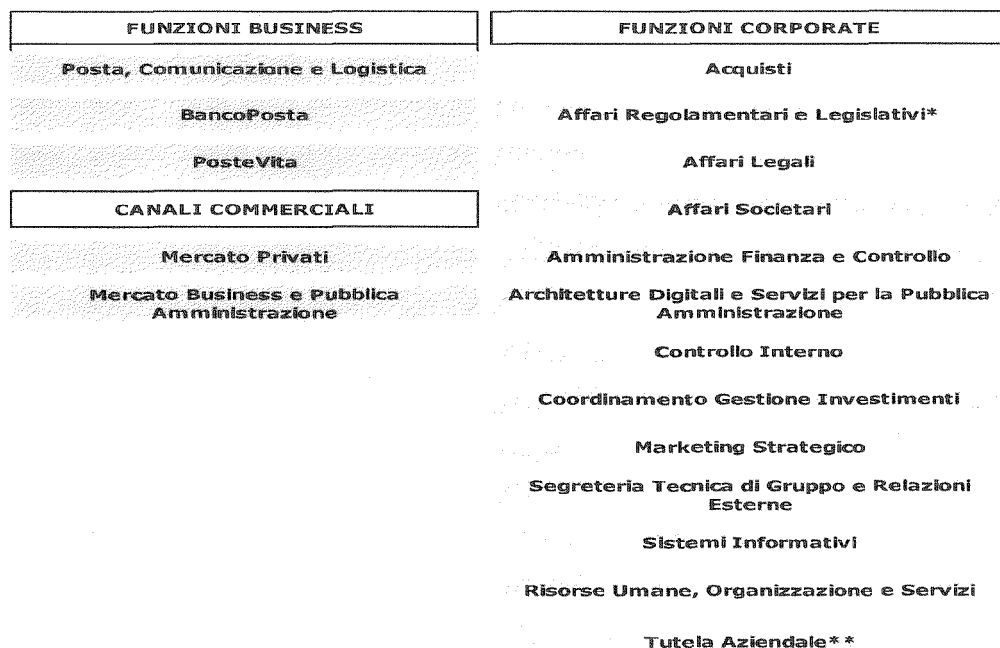 FUNZIONI BUSINESS
Posta, Comunicazione e Logistica
BancoPosta
PosteVita
CANALI COMMERCIALI
Mercato Privati
Mercato Business e Pubblica
Amministrazione
FUNZIONI CORPORATE
Acquisti
Affari Regolamentari e Legislativi*
Affari Legali
Affari Societari
Amministrazione Finanza e Controllo
Architetture Digitali e Servizi per la Pubblica
Amministrazione
Controllo Interno
Coordinamento Gestione Investimenti
Marketing Strategico
Segreteria Tecnica di Gruppo e Relazioni
Esterne
Sistemi Informativi
Risorse Umane, Organizzazione e Servizi
Tutela Aziendale**